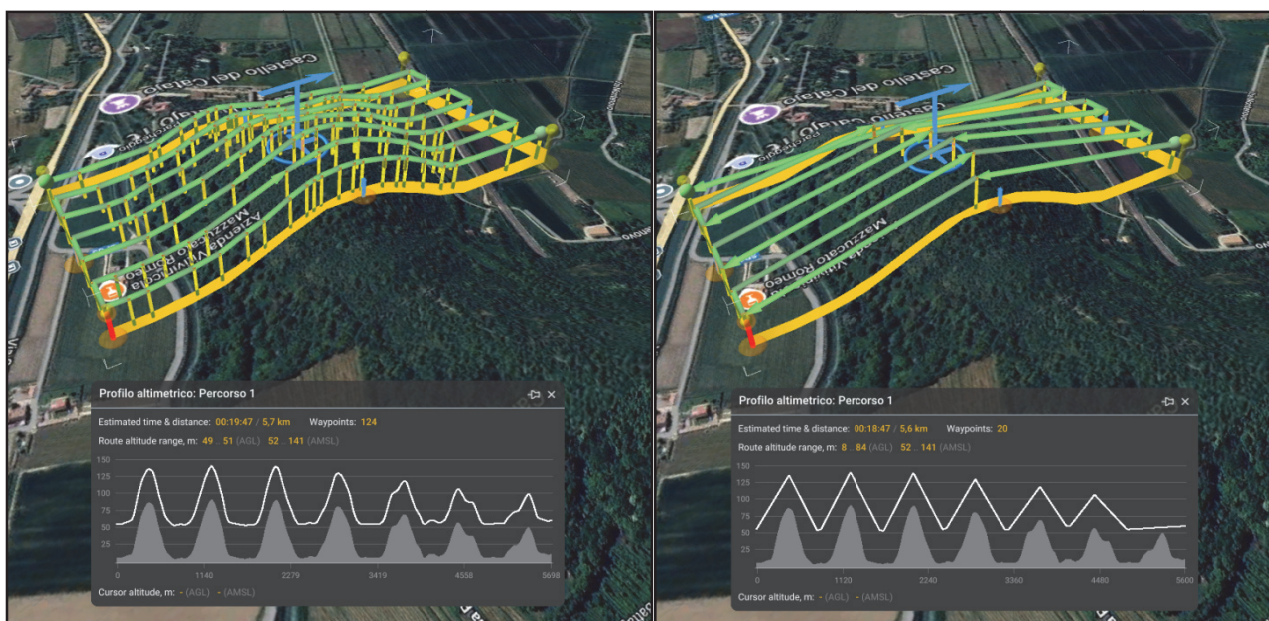 Castello del Catajo
Parcheggio
Azienda Vitivinicola
Mazzucato Romeo
Profilo altimetrico: Percorso 1
Estimated time & distance: 00:19:47 / 5,7 km Waypoints: 124
Route altitude range, m: 49 .. 51 (AGL) 52 .. 141 (AMSL)
150
125
100
75
50
25
0 1140 2279 3419 4558 5698
Cursor altitude, m: - (AGL) - (AMSL)
Castello del Catajo
Mazzucato Romeo
Profilo altimetrico: Percorso 1
Estimated time & distance: 00:18:47 / 5,6 km Waypoints: 20
Route altitude range, m: 8 .. 84 (AGL) 52 .. 141 (AMSL)
150
125
100
75
50
25
0 1120 2240 3360 4480 5600
Cursor altitude, m: - (AGL) - (AMSL)